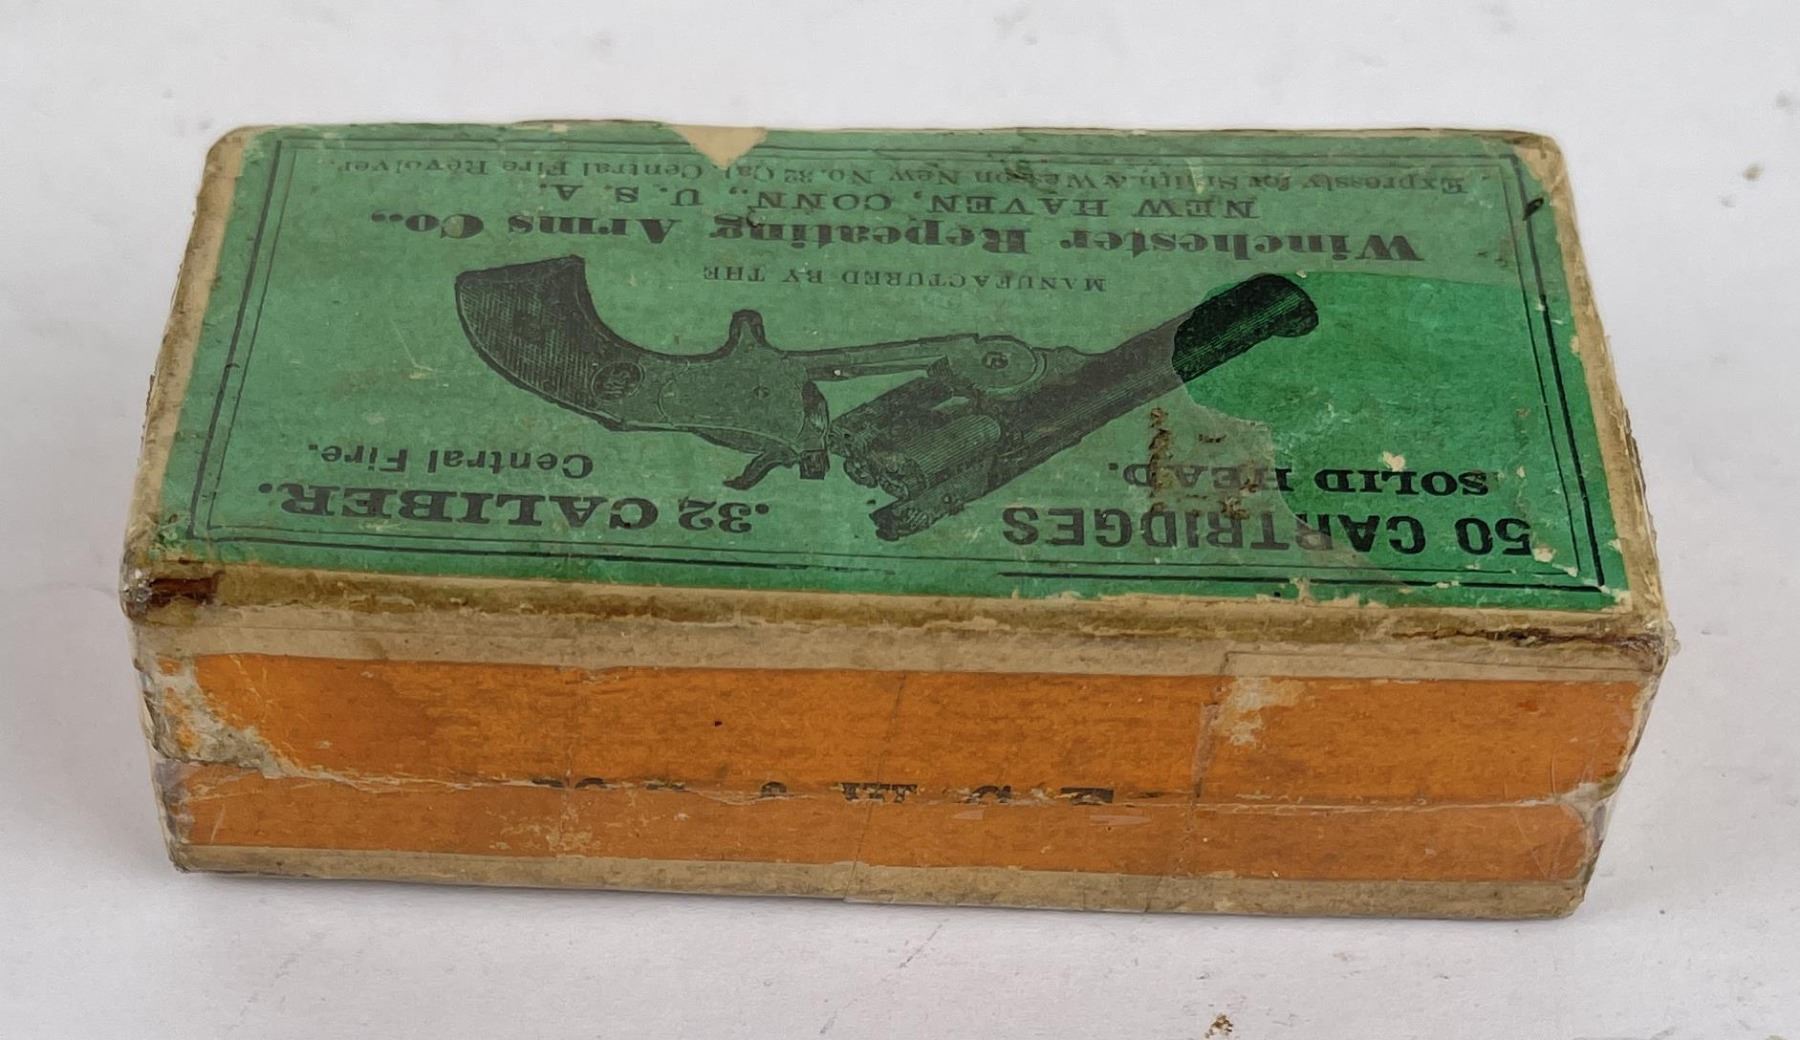 50 CARTRIDGES
SOLID HEAD.
.32 CALIBER.
Central Fire.
MANUFACTURED BY THE
Winchester Repeating Arms Co.,
NEW HAVEN, CONN., U. S. A.
Expressly for Smith & Wesson New No. 32 Cal. Central Fire Revolver.